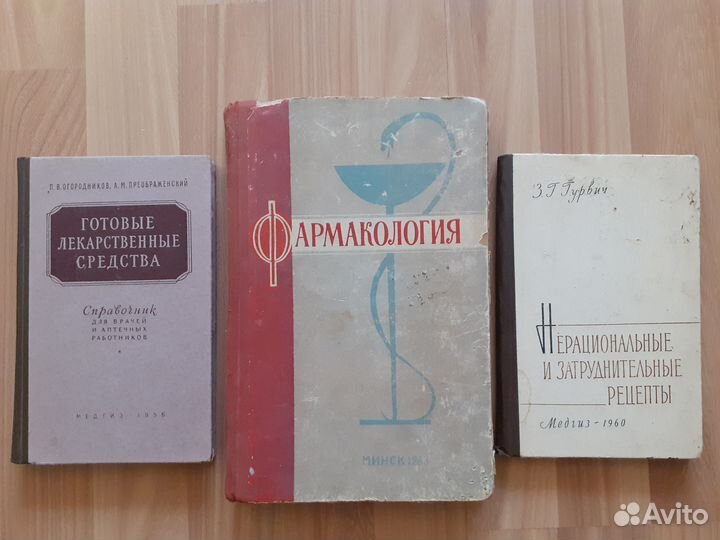 П. В. ОГОРОДНИКОВ, А. М. ПРЕОБРАЖЕНСКИЙ
ГОТОВЫЕ
ЛЕКАРСТВЕННЫЕ
СРЕДСТВА
Справочник
ДЛЯ ВРАЧЕЙ
И АПТЕЧНЫХ
РАБОТНИКОВ
МЕДГИЗ - 1956
ФАРМАКОЛОГИЯ
МИНСК
З. Г. Гурвич
НЕРАЦИОНАЛЬНЫЕ
И ЗАТРУДНИТЕЛЬНЫЕ
РЕЦЕПТЫ
Медгиз - 1960
Avito